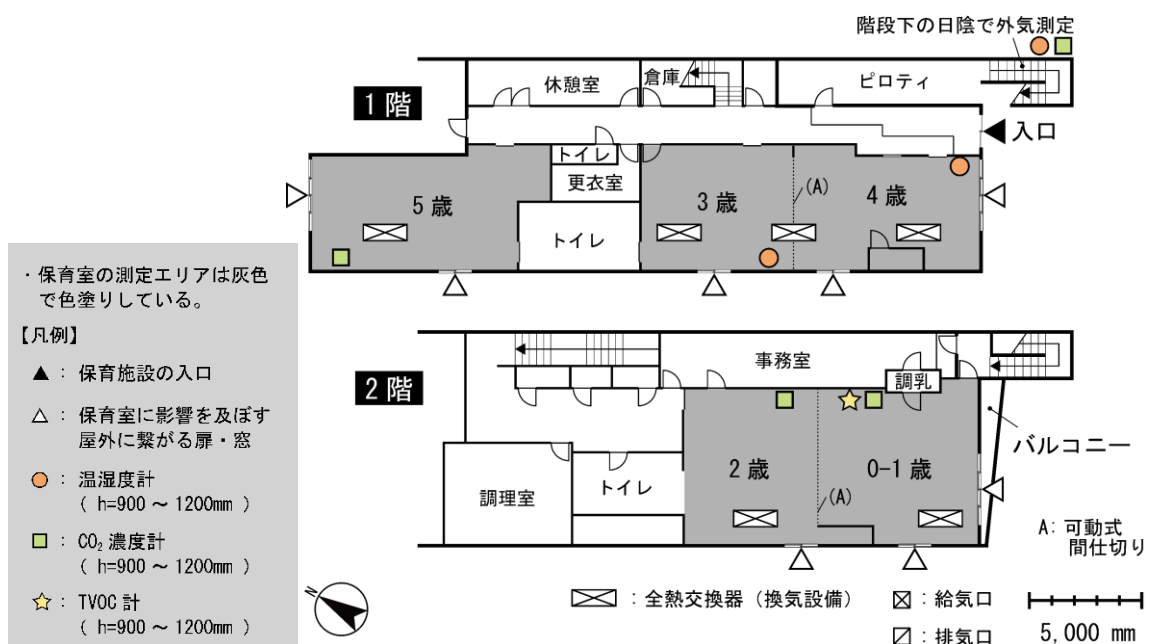 階段下の日陰で外気測定
1 階
休憩室
倉庫
ピロティ
入口
トイレ
更衣室
5 歳
トイレ
3 歳
(A)
4 歳
・保育室の測定エリアは灰色
で色塗りしている。
【凡例】
▲ : 保育施設の入口
△ : 保育室に影響を及ぼす
屋外に繋がる扉・窓
: 温湿度計
( h=900 ～ 1200mm )
: CO₂ 濃度計
( h=900 ～ 1200mm )
: TVOC 計
( h=900 ～ 1200mm )
2 階
事務室
調乳
バルコニー
2 歳
0-1 歳
(A)
調理室
トイレ
A: 可動式
間仕切り
N
: 全熱交換器（換気設備）
: 給気口
: 排気口
5,000 mm